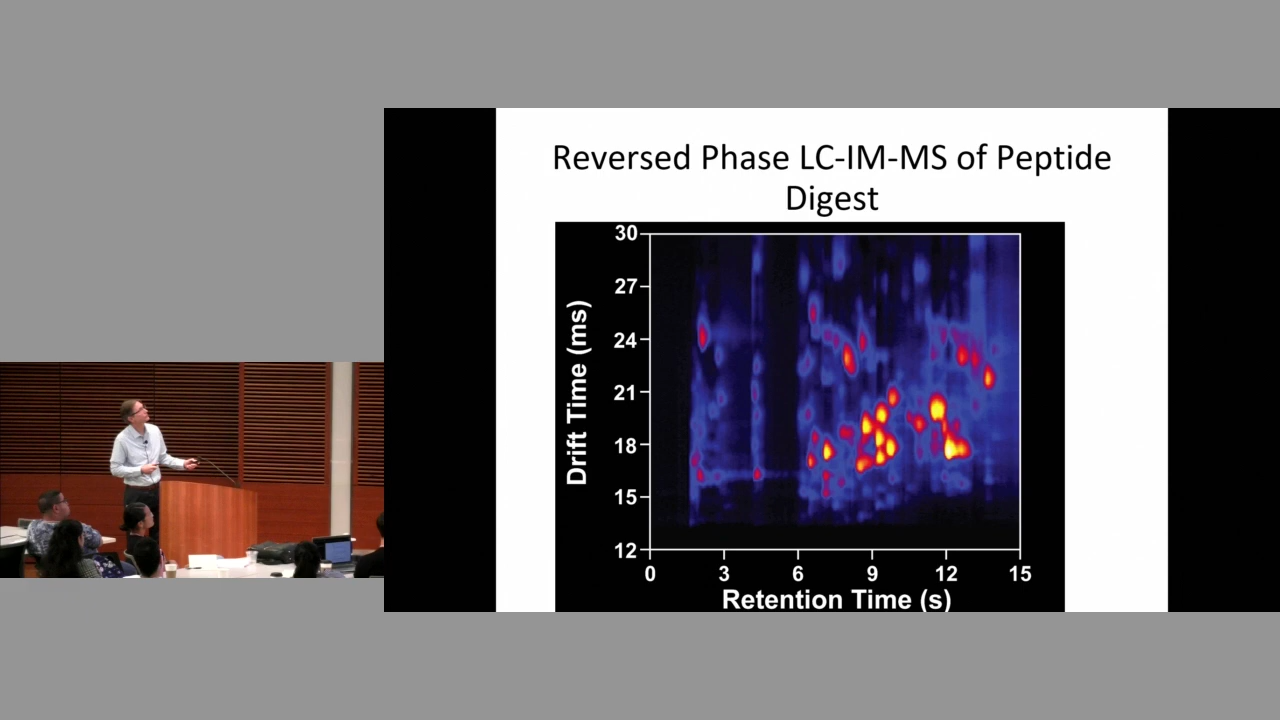 Reversed Phase LC-IM-MS of Peptide
Digest
30
27
24
21
18
15
12
Drift Time (ms)
0 3 6 9 12 15
Retention Time (s)